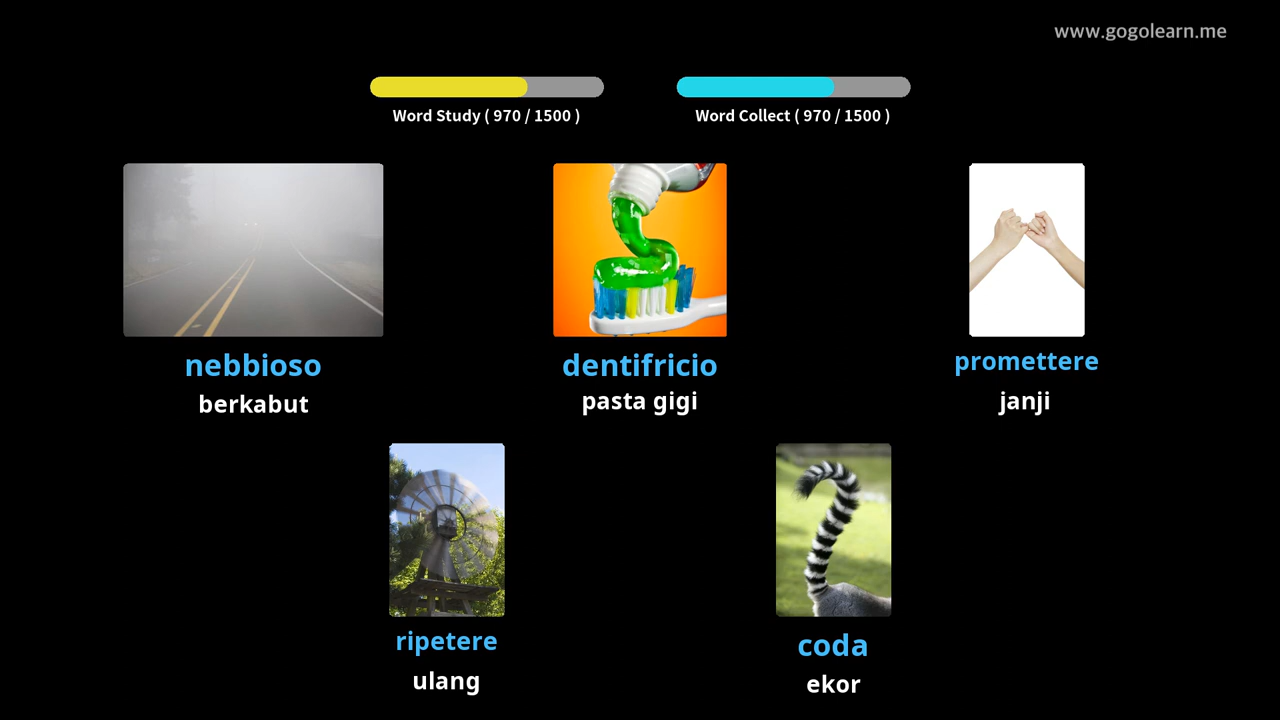 www.gogolearn.me
Word Study ( 970 / 1500 )
Word Collect ( 970 / 1500 )
nebbioso
berkabut
dentifricio
pasta gigi
promettere
janji
ripetere
ulang
coda
ekor